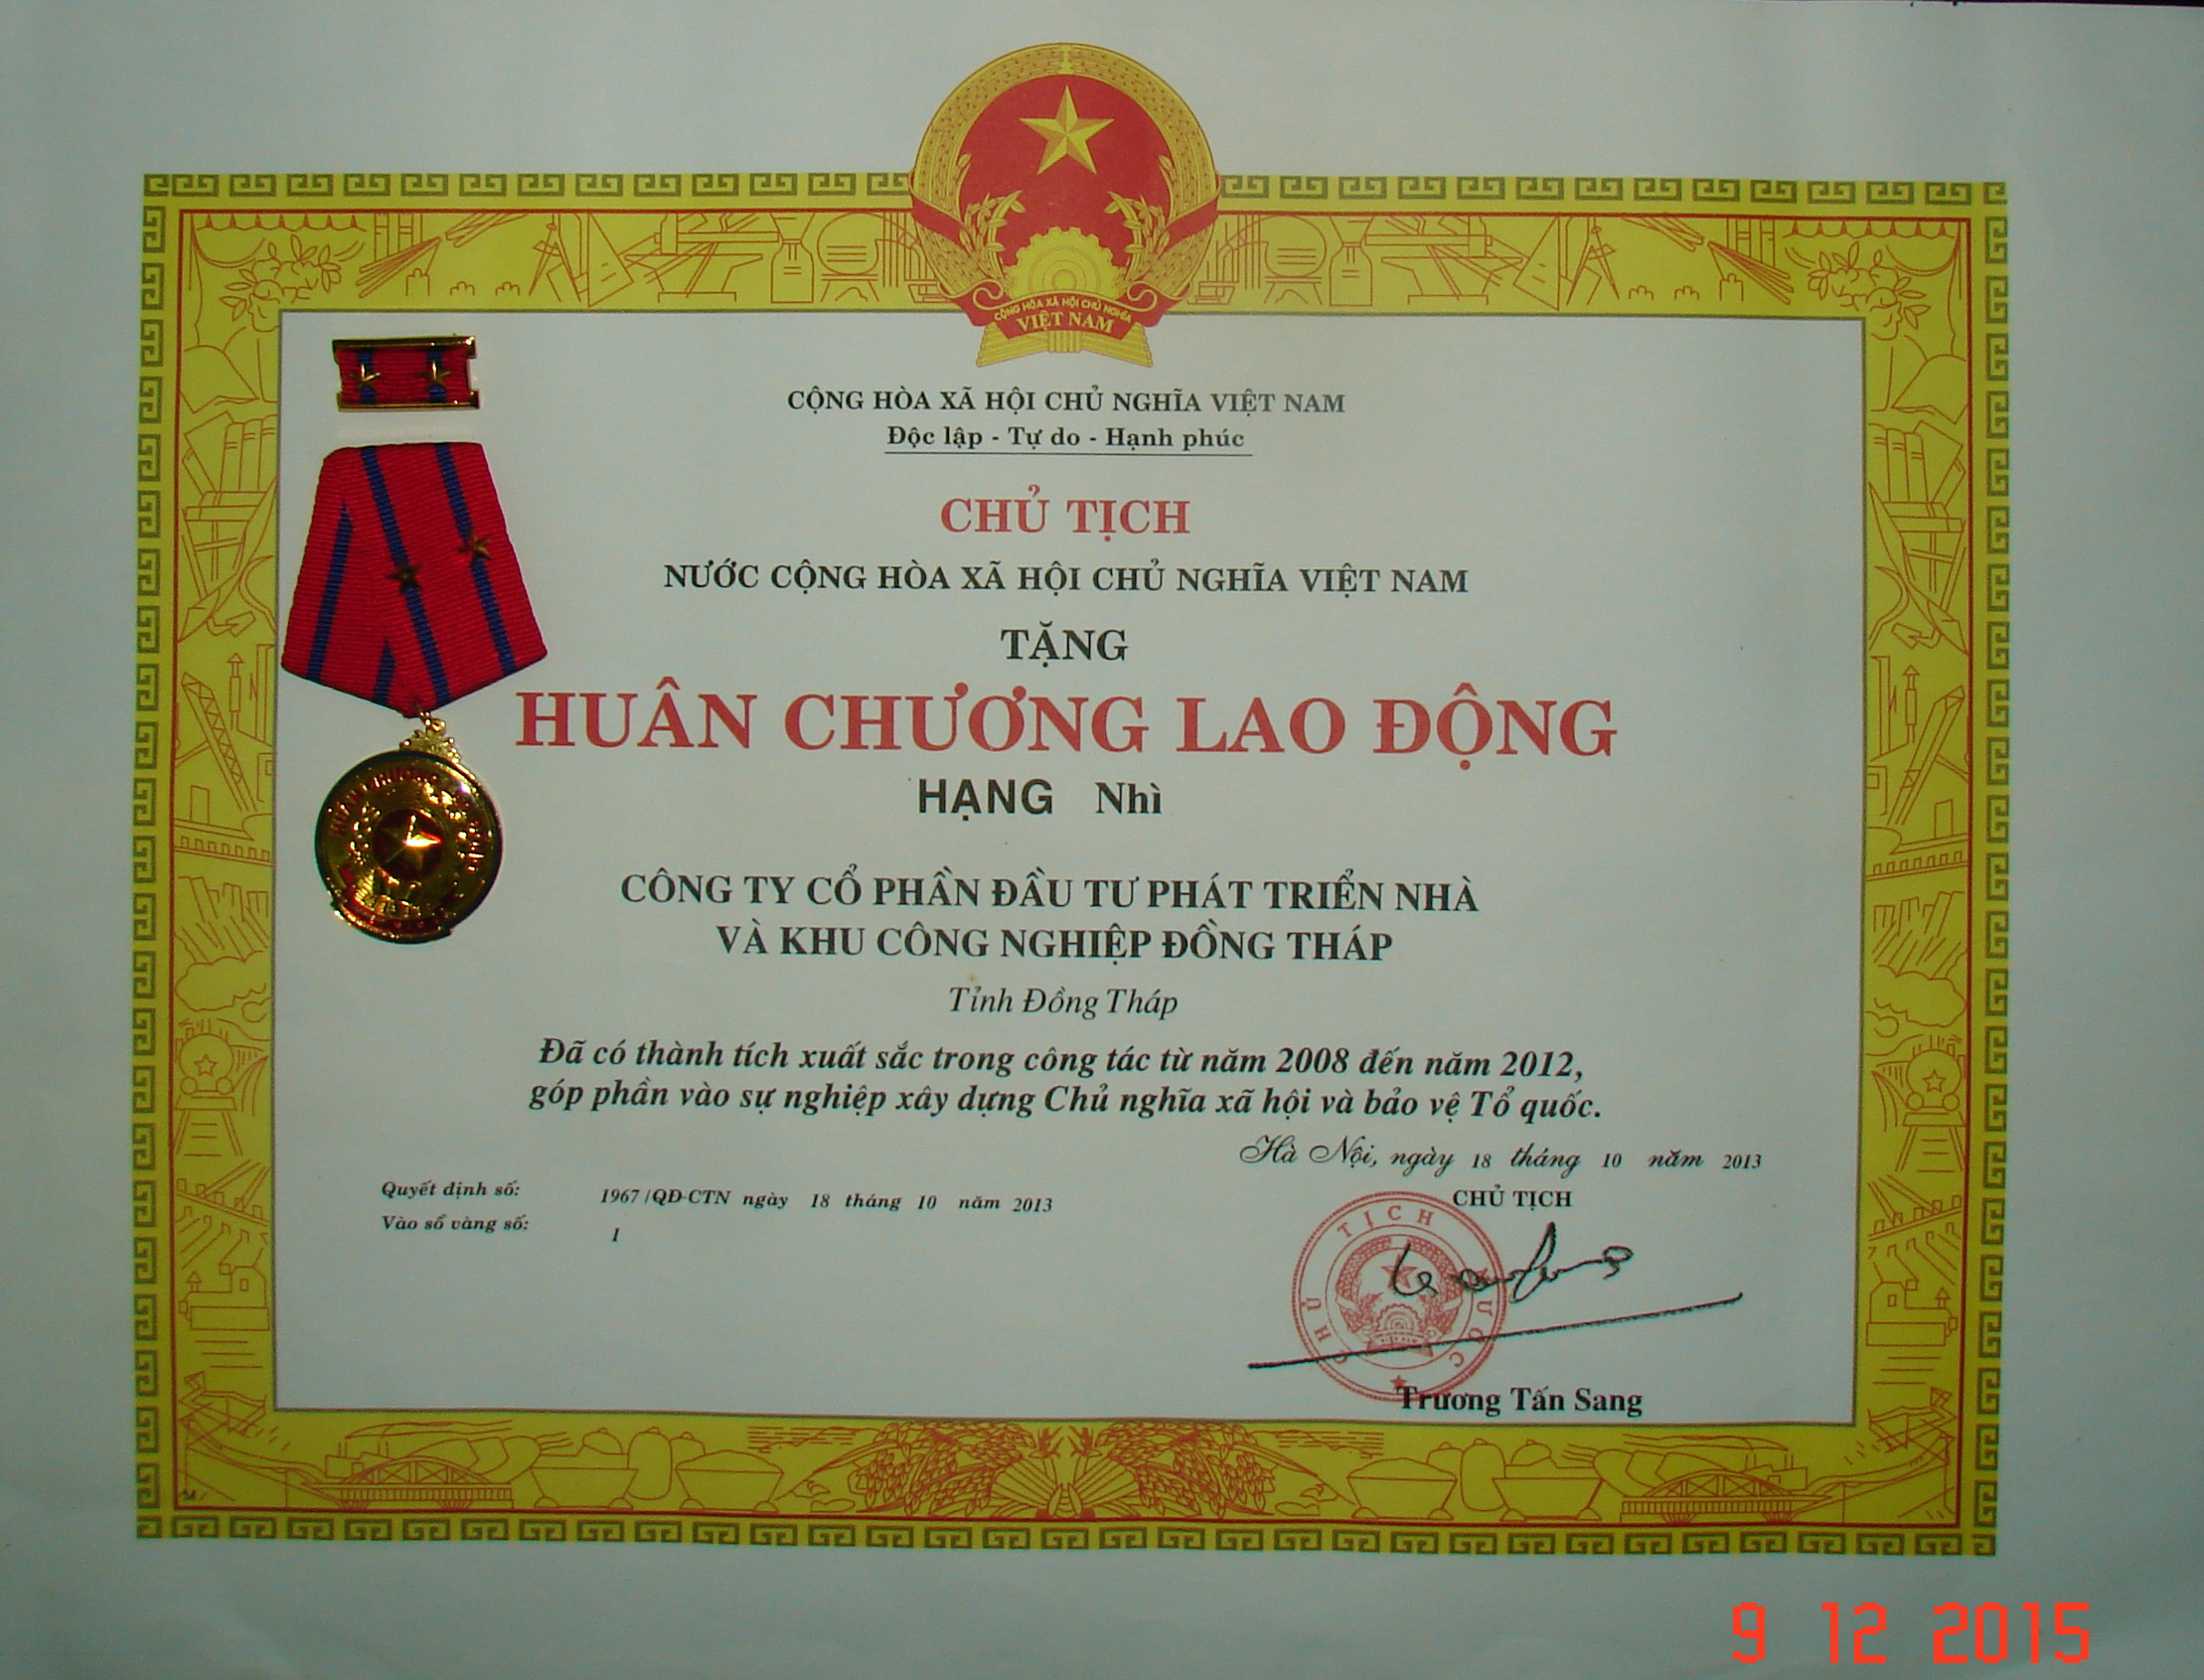 CỘNG HÒA XÃ HỘI CHỦ NGHĨA
VIỆT NAM
CỘNG HÒA XÃ HỘI CHỦ NGHĨA VIỆT NAM
Độc lập - Tự do - Hạnh phúc
CHỦ TỊCH
NƯỚC CỘNG HÒA XÃ HỘI CHỦ NGHĨA VIỆT NAM
TẶNG
HUÂN CHƯƠNG LAO ĐỘNG
HẠNG Nhì
CÔNG TY CỔ PHẦN ĐẦU TƯ PHÁT TRIỂN NHÀ
VÀ KHU CÔNG NGHIỆP ĐỒNG THÁP
Tỉnh Đồng Tháp
Đã có thành tích xuất sắc trong công tác từ năm 2008 đến năm 2012,
góp phần vào sự nghiệp xây dựng Chủ nghĩa xã hội và bảo vệ Tổ quốc.
Hà Nội, ngày 18 tháng 10 năm 2013
Quyết định số: 1967/QĐ-CTN ngày 18 tháng 10 năm 2013
Vào sổ vàng số: 1
CHỦ TỊCH
CHỦ TỊCH NƯỚC
Trương Tấn Sang
9 12 2015